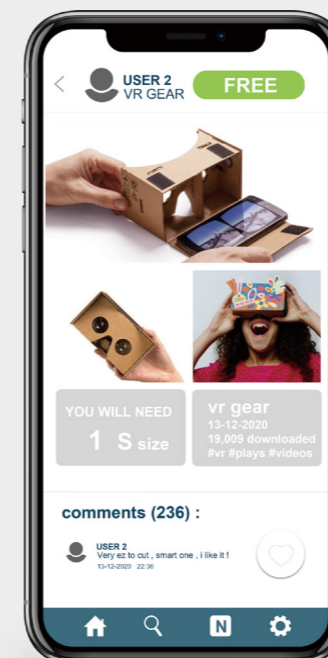 USER 2
VR GEAR
FREE
YOU WILL NEED
1 S size
vr gear
13-12-2020
19,009 downloaded
#vr #plays #videos
comments (236) :
USER 2
Very ez to cut , smart one , i like it !
13-12-2020 22:36
N